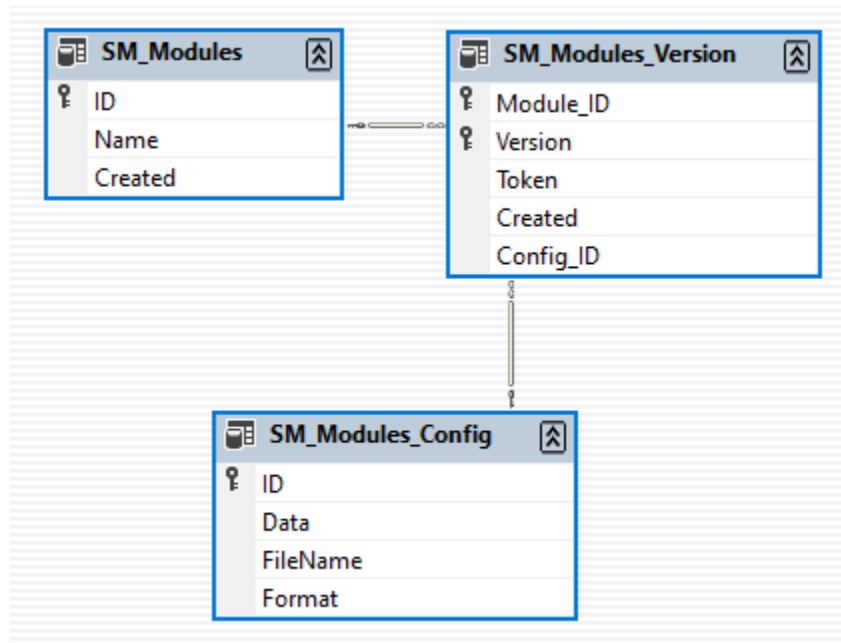 SM_Modules
ID
Name
Created
SM_Modules_Version
Module_ID
Version
Token
Created
Config_ID
SM_Modules_Config
ID
Data
FileName
Format